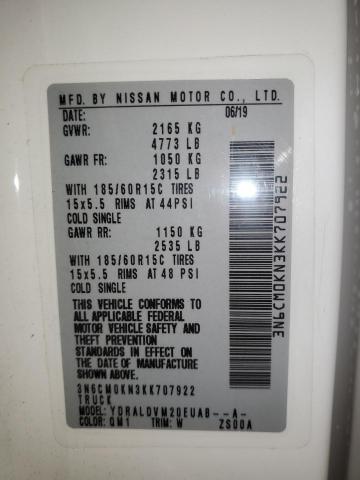 MFD. BY NISSAN MOTOR CO., LTD.
DATE: 06/19
GVWR: 2165 KG
4773 LB
GAWR FR: 1050 KG
2315 LB
WITH 185/60R15C TIRES
15x5.5 RIMS AT 44PSI
COLD SINGLE
GAWR RR: 1150 KG
2535 LB
WITH 185/60R15C TIRES
15x5.5 RIMS AT 48 PSI
COLD SINGLE
THIS VEHICLE CONFORMS TO
ALL APPLICABLE FEDERAL
MOTOR VEHICLE SAFETY AND
THEFT PREVENTION
STANDARDS IN EFFECT ON
THE DATE OF MANUFACTURE
SHOWN ABOVE.
3N6CM0KN3KK707922
TRUCK
MODEL: YDRALDVM20EUAB--A-
COLOR: QM1 TRIM: W ZS00A
3N6CM0KN3KK707922